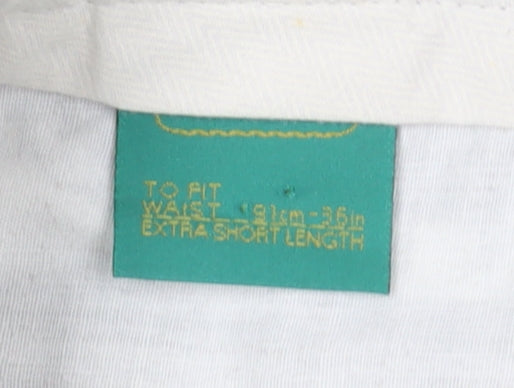 TO FIT
WAIST 91cm-36in
EXTRA SHORT LENGTH